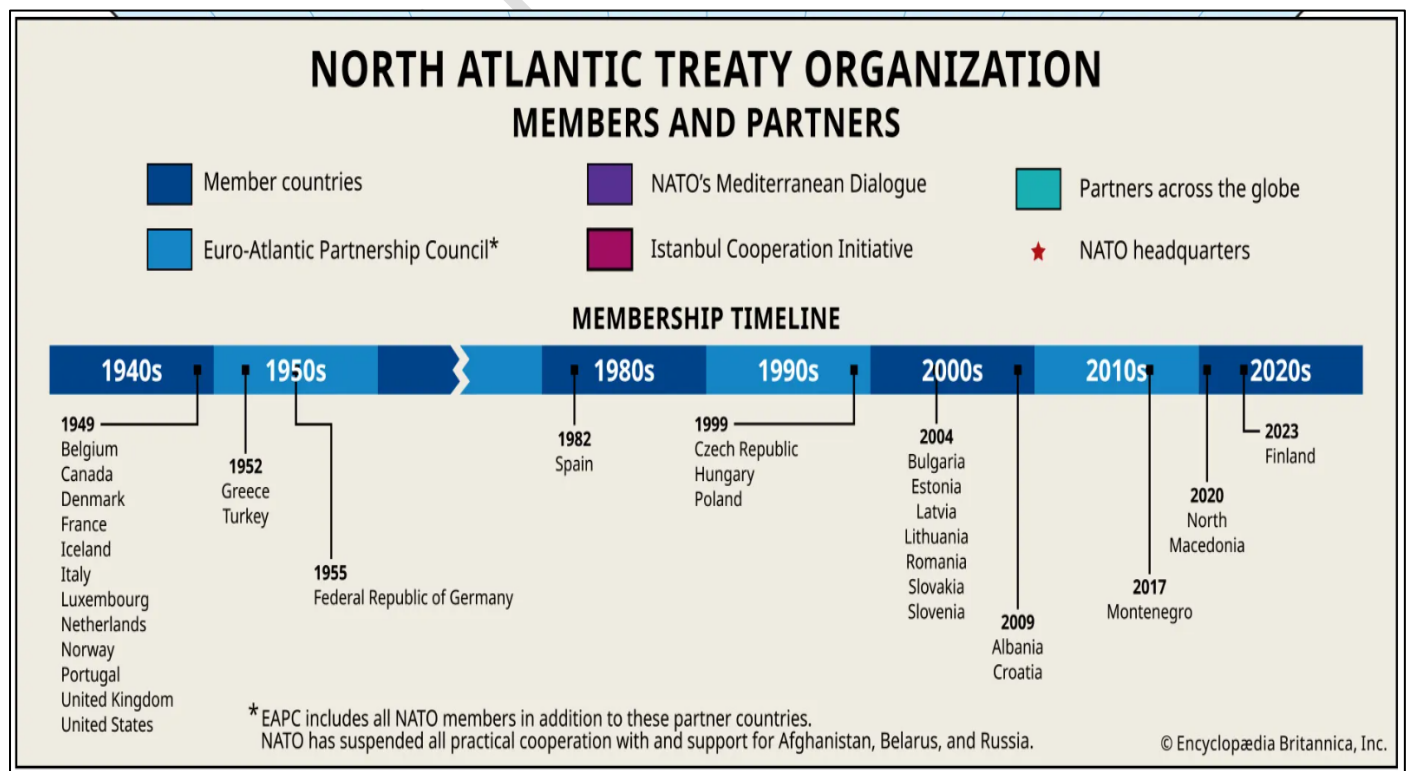 NORTH ATLANTIC TREATY ORGANIZATION
MEMBERS AND PARTNERS
Member countries
NATO's Mediterranean Dialogue
Partners across the globe
Euro-Atlantic Partnership Council*
Istanbul Cooperation Initiative
NATO headquarters
MEMBERSHIP TIMELINE
1940s
1950s
1980s
1990s
2000s
2010s
2020s
1949
Belgium
Canada
Denmark
France
Iceland
Italy
Luxembourg
Netherlands
Norway
Portugal
United Kingdom
United States
1952
Greece
Turkey
1955
Federal Republic of Germany
1982
Spain
1999
Czech Republic
Hungary
Poland
2004
Bulgaria
Estonia
Latvia
Lithuania
Romania
Slovakia
Slovenia
2009
Albania
Croatia
2017
Montenegro
2020
North
Macedonia
2023
Finland
*EAPC includes all NATO members in addition to these partner countries.
NATO has suspended all practical cooperation with and support for Afghanistan, Belarus, and Russia.
© Encyclopædia Britannica, Inc.